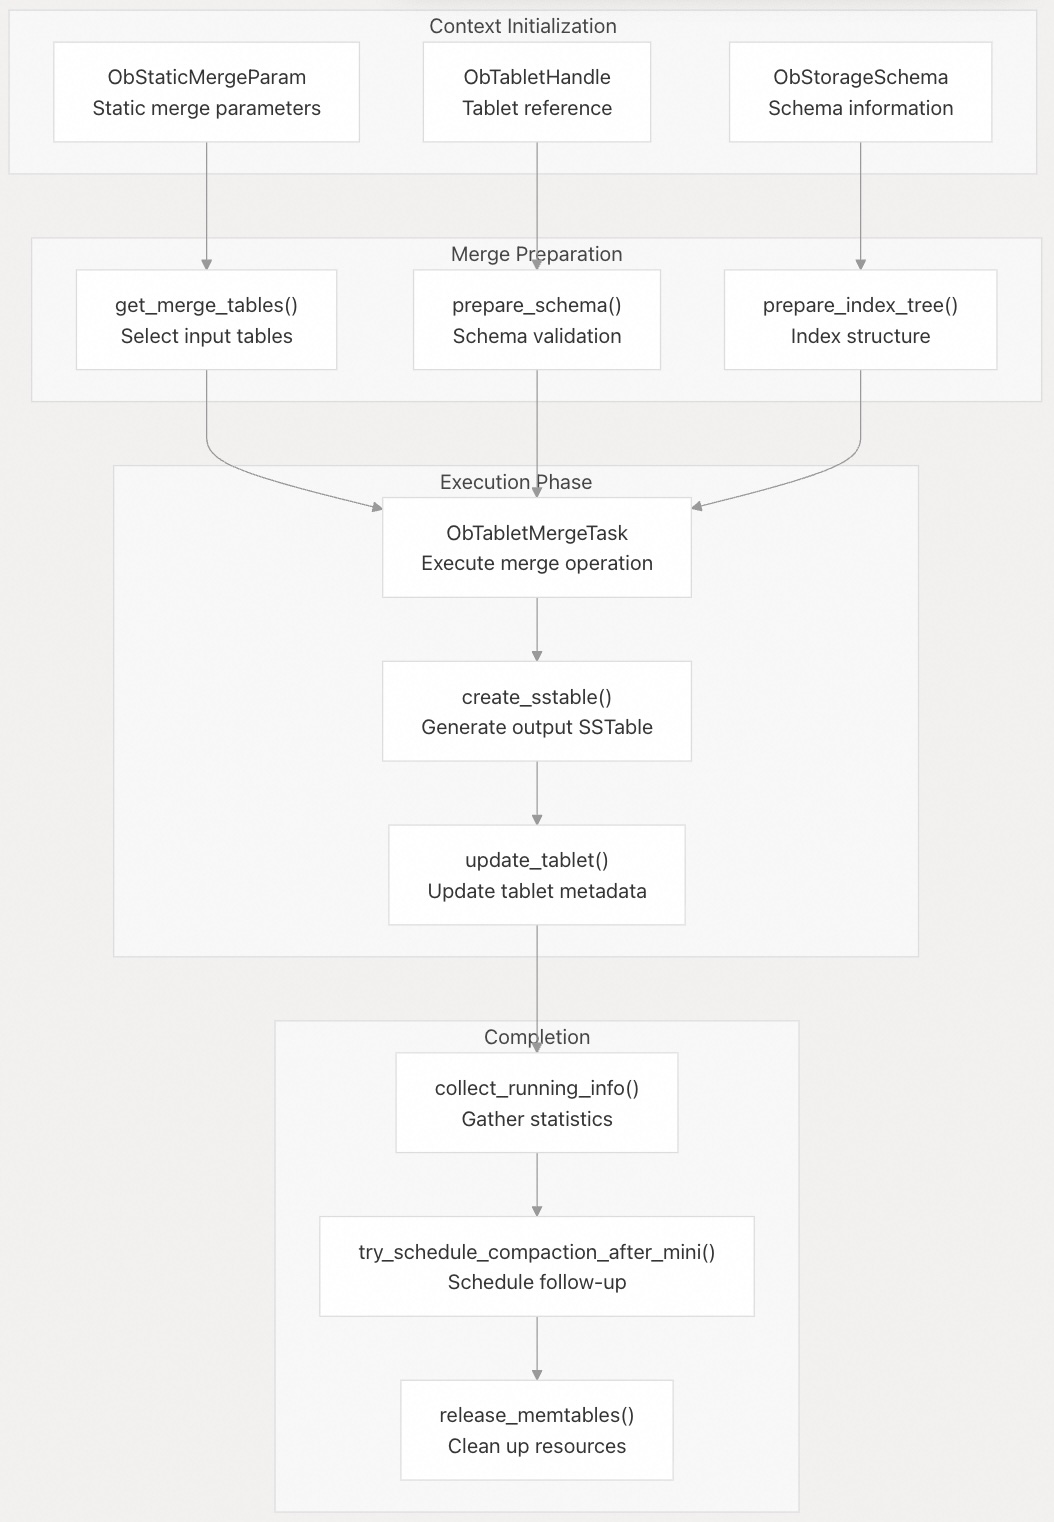 Context Initialization
ObStaticMergeParam
Static merge parameters
ObTabletHandle
Tablet reference
ObStorageSchema
Schema information
Merge Preparation
get_merge_tables()
Select input tables
prepare_schema()
Schema validation
prepare_index_tree()
Index structure
Execution Phase
ObTabletMergeTask
Execute merge operation
create_sstable()
Generate output SSTable
update_tablet()
Update tablet metadata
Completion
collect_running_info()
Gather statistics
try_schedule_compaction_after_mini()
Schedule follow-up
release_memtables()
Clean up resources